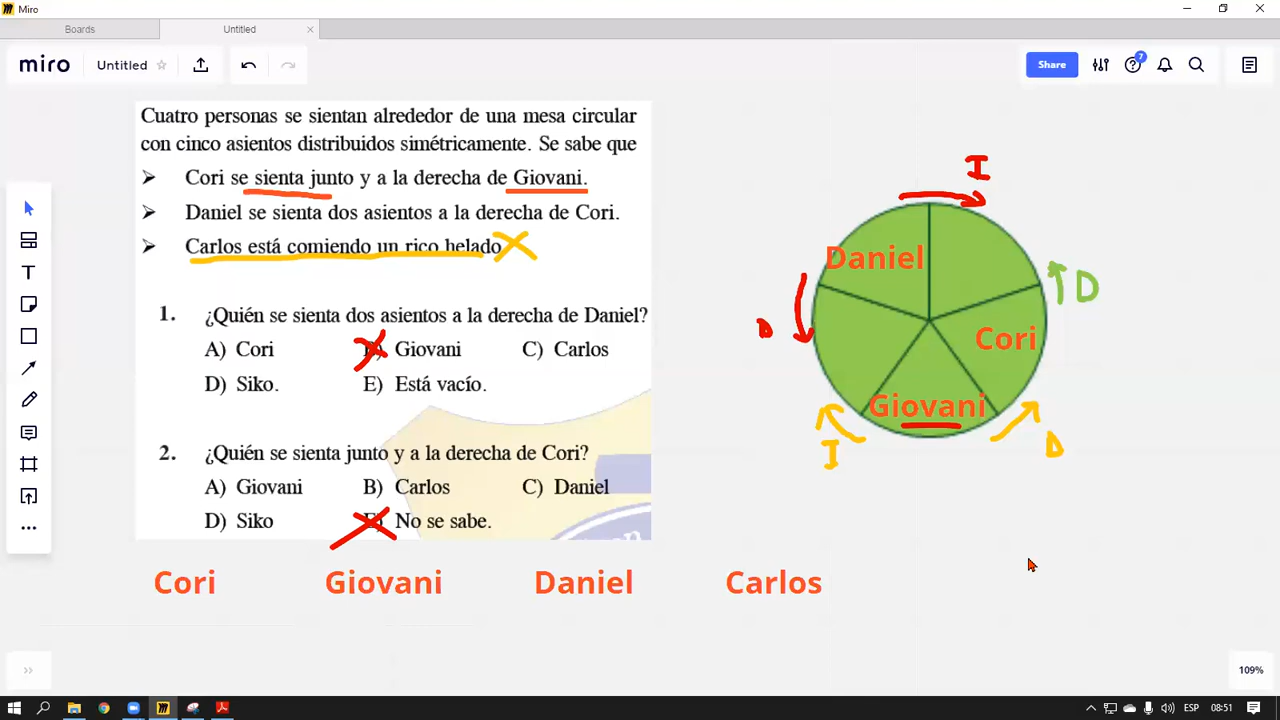 Miro
Boards
Untitled
miro
Untitled
Share
7
Cuatro personas se sientan alrededor de una mesa circular
con cinco asientos distribuidos simétricamente. Se sabe que
Cori se sienta junto y a la derecha de Giovani.
Daniel se sienta dos asientos a la derecha de Cori.
Carlos está comiendo un rico helado
1. ¿Quién se sienta dos asientos a la derecha de Daniel?
A) Cori B) Giovani C) Carlos
D) Siko. E) Está vacío.
2. ¿Quién se sienta junto y a la derecha de Cori?
A) Giovani B) Carlos C) Daniel
D) Siko E) No se sabe.
Cori Giovani Daniel Carlos
I
Daniel
D
D
Cori
Giovani
I
D
109%
ESP 08:51